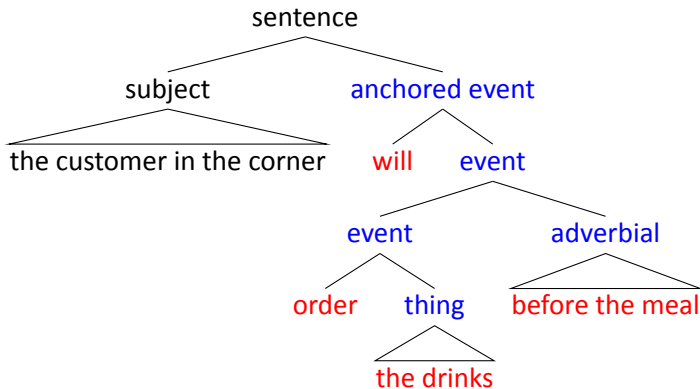 sentence
subject anchored event
the customer in the corner will event
event adverbial
order thing before the meal
the drinks